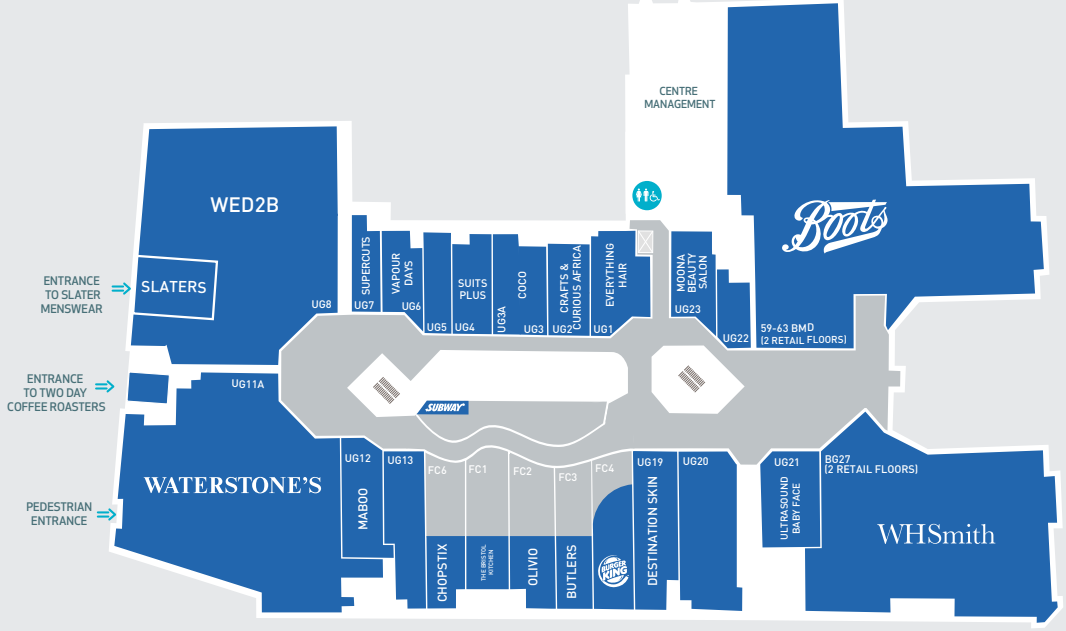 CENTRE
MANAGEMENT
WED2B
Boots
ENTRANCE
TO SLATER
MENSWEAR
SLATERS
UG8
SUPERCUTS
UG7
VAPOUR
DAYS
UG6
UG5
SUITS
PLUS
UG4
UG3A
COCO
UG3
CRAFTS &
CURIOUS AFRICA
UG2
EVERYTHING
HAIR
UG1
MOONA
BEAUTY
SALON
UG23
UG22
59-63 BMD
(2 RETAIL FLOORS)
ENTRANCE
TO TWO DAY
COFFEE ROASTERS
UG11A
SUBWAY
PEDESTRIAN
ENTRANCE
WATERSTONE'S
UG12
MABOO
UG13
FC6
CHOPSTIX
FC1
THE BRISTOL
KITCHEN
FC2
OLIVIO
FC3
BUTLERS
FC4
BURGER
KING
UG19
DESTINATION SKIN
UG20
UG21
ULTRASOUND
BABY FACE
BG27
(2 RETAIL FLOORS)
WHSmith